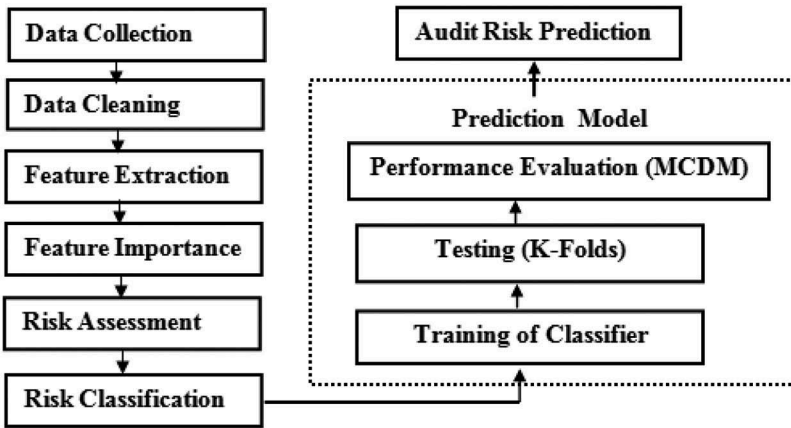 Data Collection
Data Cleaning
Feature Extraction
Feature Importance
Risk Assessment
Risk Classification
Audit Risk Prediction
Prediction Model
Performance Evaluation (MCDM)
Testing (K-Folds)
Training of Classifier